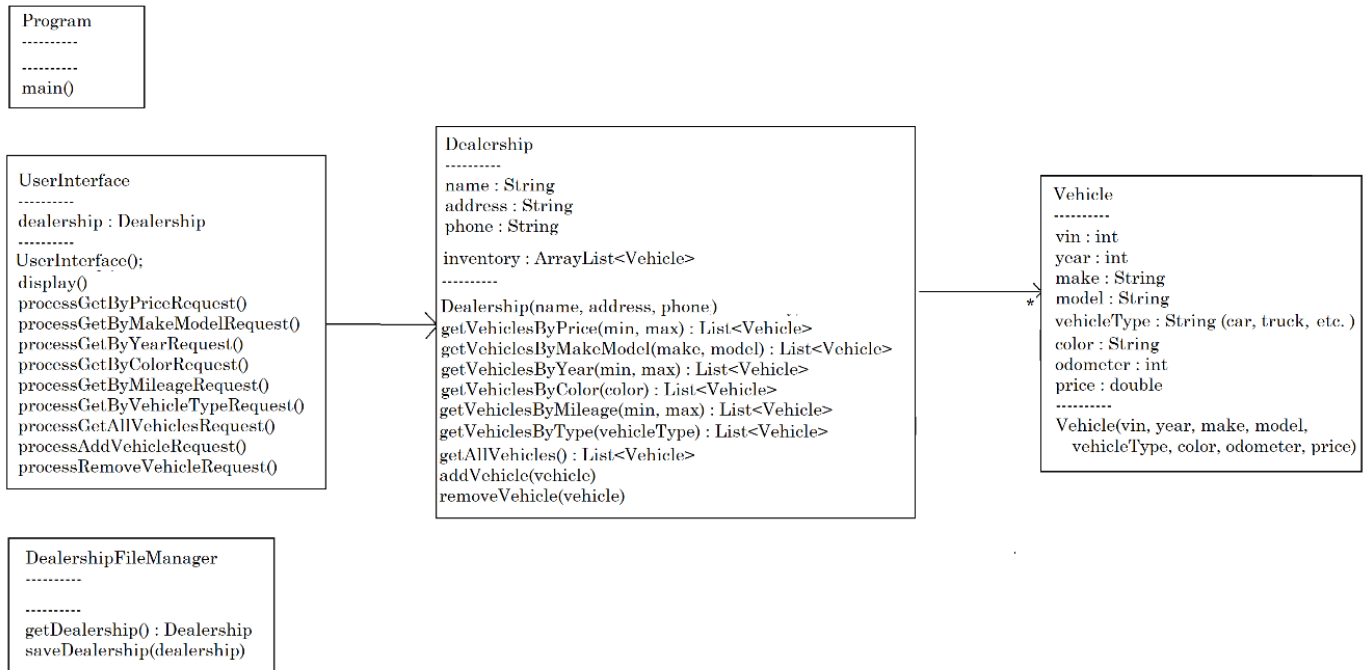 Program
----------
----------
main()
UserInterface
----------
dealership : Dealership
----------
UserInterface();
display()
processGetByPriceRequest()
processGetByMakeModelRequest()
processGetByYearRequest()
processGetByColorRequest()
processGetByMileageRequest()
processGetByVehicleTypeRequest()
processGetAllVehiclesRequest()
processAddVehicleRequest()
processRemoveVehicleRequest()
Dealership
----------
name : String
address : String
phone : String
inventory : ArrayList<Vehicle>
----------
Dealership(name, address, phone)
getVehiclesByPrice(min, max) : List<Vehicle>
getVehiclesByMakeModel(make, model) : List<Vehicle>
getVehiclesByYear(min, max) : List<Vehicle>
getVehiclesByColor(color) : List<Vehicle>
getVehiclesByMileage(min, max) : List<Vehicle>
getVehiclesByType(vehicleType) : List<Vehicle>
getAllVehicles() : List<Vehicle>
addVehicle(vehicle)
removeVehicle(vehicle)
*
Vehicle
----------
vin : int
year : int
make : String
model : String
vehicleType : String (car, truck, etc. )
color : String
odometer : int
price : double
----------
Vehicle(vin, year, make, model,
vehicleType, color, odometer, price)
DealershipFileManager
----------
----------
getDealership() : Dealership
saveDealership(dealership)